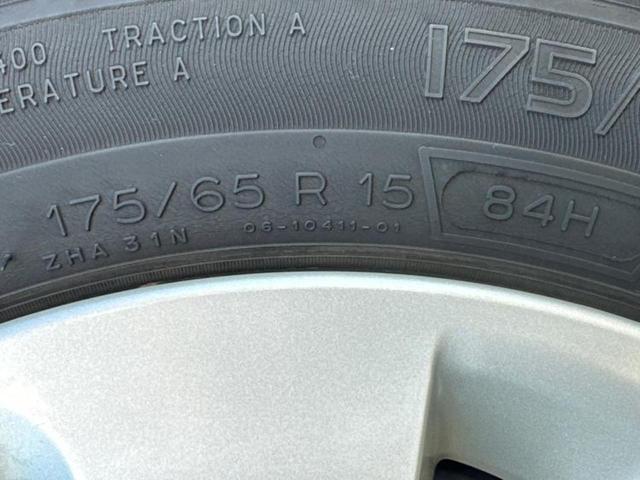 400 TRACTION A
ERATURE A
175/
175/65 R 15 84H
ZHA 31N 06-10411-01